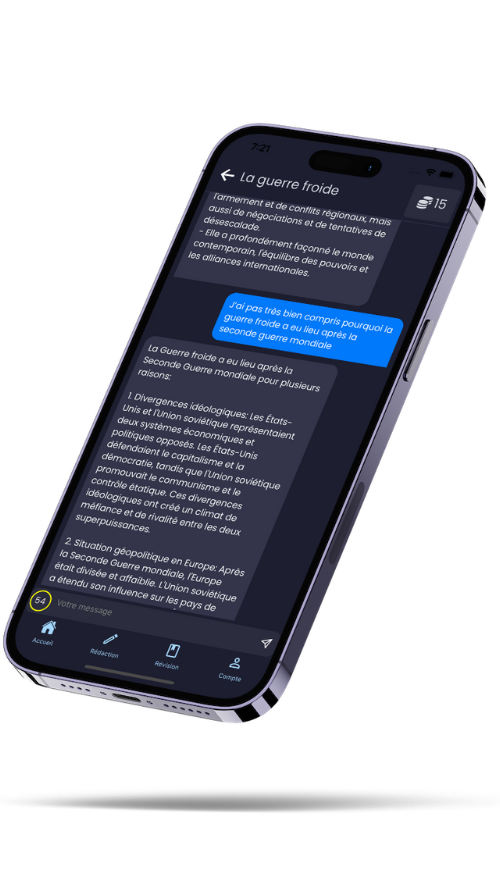 7:21
La guerre froide
15
l'armement et de conflits régionaux, mais
aussi de négociations et de tentatives de
désescalade.
- Elle a profondément façonné le monde
contemporain, l'équilibre des pouvoirs et
les alliances internationales.
J'ai pas très bien compris pourquoi la
guerre froide a eu lieu après la
seconde guerre mondiale
La Guerre froide a eu lieu après la
Seconde Guerre mondiale pour plusieurs
raisons:
1. Divergences idéologiques: Les États-
Unis et l'Union soviétique représentaient
deux systèmes économiques et
politiques opposés. Les États-Unis
défendaient le capitalisme et la
démocratie, tandis que l'Union soviétique
promouvait le communisme et le
contrôle étatique. Ces divergences
idéologiques ont créé un climat de
méfiance et de rivalité entre les deux
superpuissances.
2. Situation géopolitique en Europe: Après
la Seconde Guerre mondiale, l'Europe
était divisée et affaiblie. L'Union soviétique
a étendu son influence sur les pays de
54
Votre message
Accueil
Rédaction
Révision
Compte